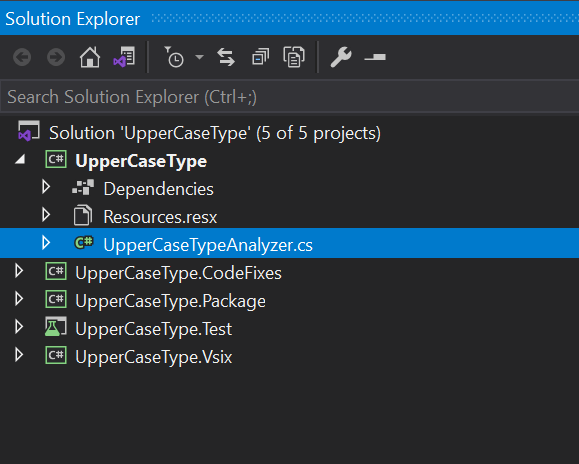 Solution Explorer
Search Solution Explorer (Ctrl+;)
Solution 'UpperCaseType' (5 of 5 projects)
C# UpperCaseType
Dependencies
Resources.resx
C# UpperCaseTypeAnalyzer.cs
C# UpperCaseType.CodeFixes
C# UpperCaseType.Package
UpperCaseType.Test
C# UpperCaseType.Vsix